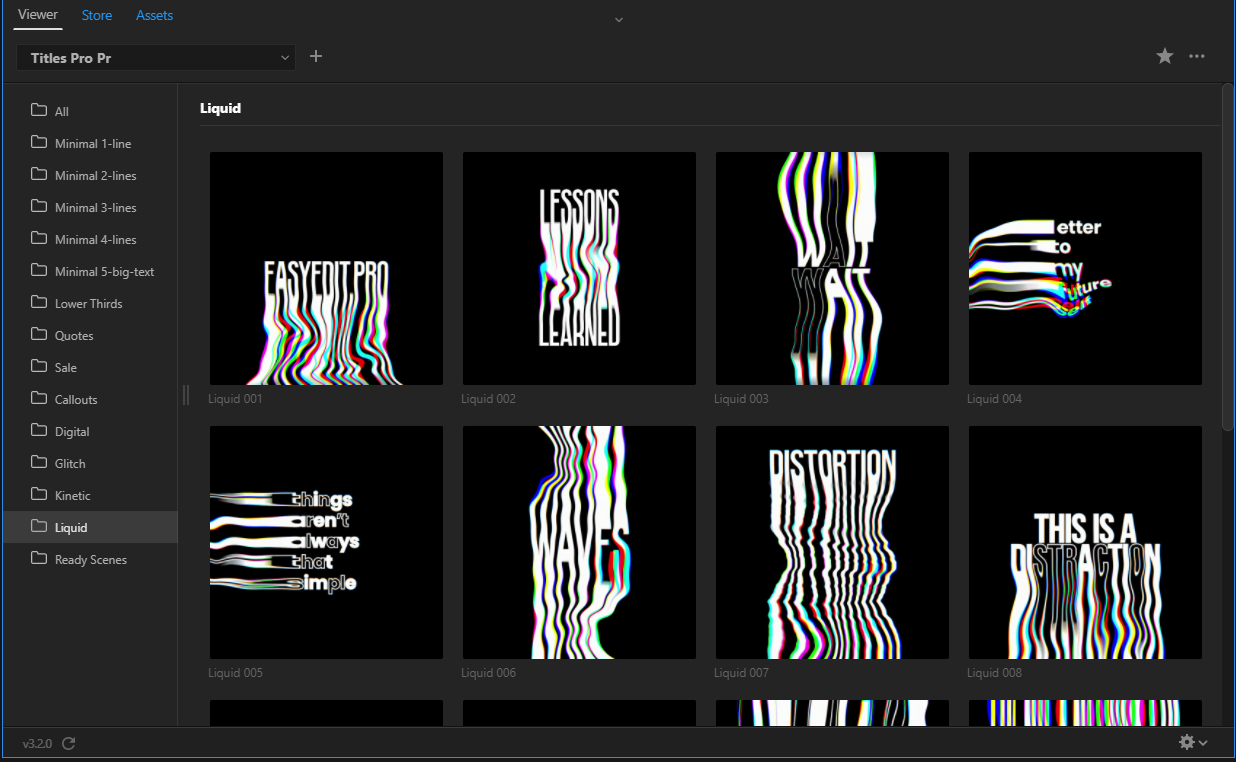 Viewer Store Assets
Titles Pro Pr
All
Minimal 1-line
Minimal 2-lines
Minimal 3-lines
Minimal 4-lines
Minimal 5-big-text
Lower Thirds
Quotes
Sale
Callouts
Digital
Glitch
Kinetic
Liquid
Ready Scenes
Liquid
EASYEDIT PRO
Liquid 001
LESSONS
LEARNED
Liquid 002
WAIT
WAIT
Liquid 003
etter
to
my
future
self
Liquid 004
things
aren't
always
that
simple
Liquid 005
WAVES
Liquid 006
DISTORTION
Liquid 007
THIS IS A
DISTRACTION
Liquid 008
v3.2.0